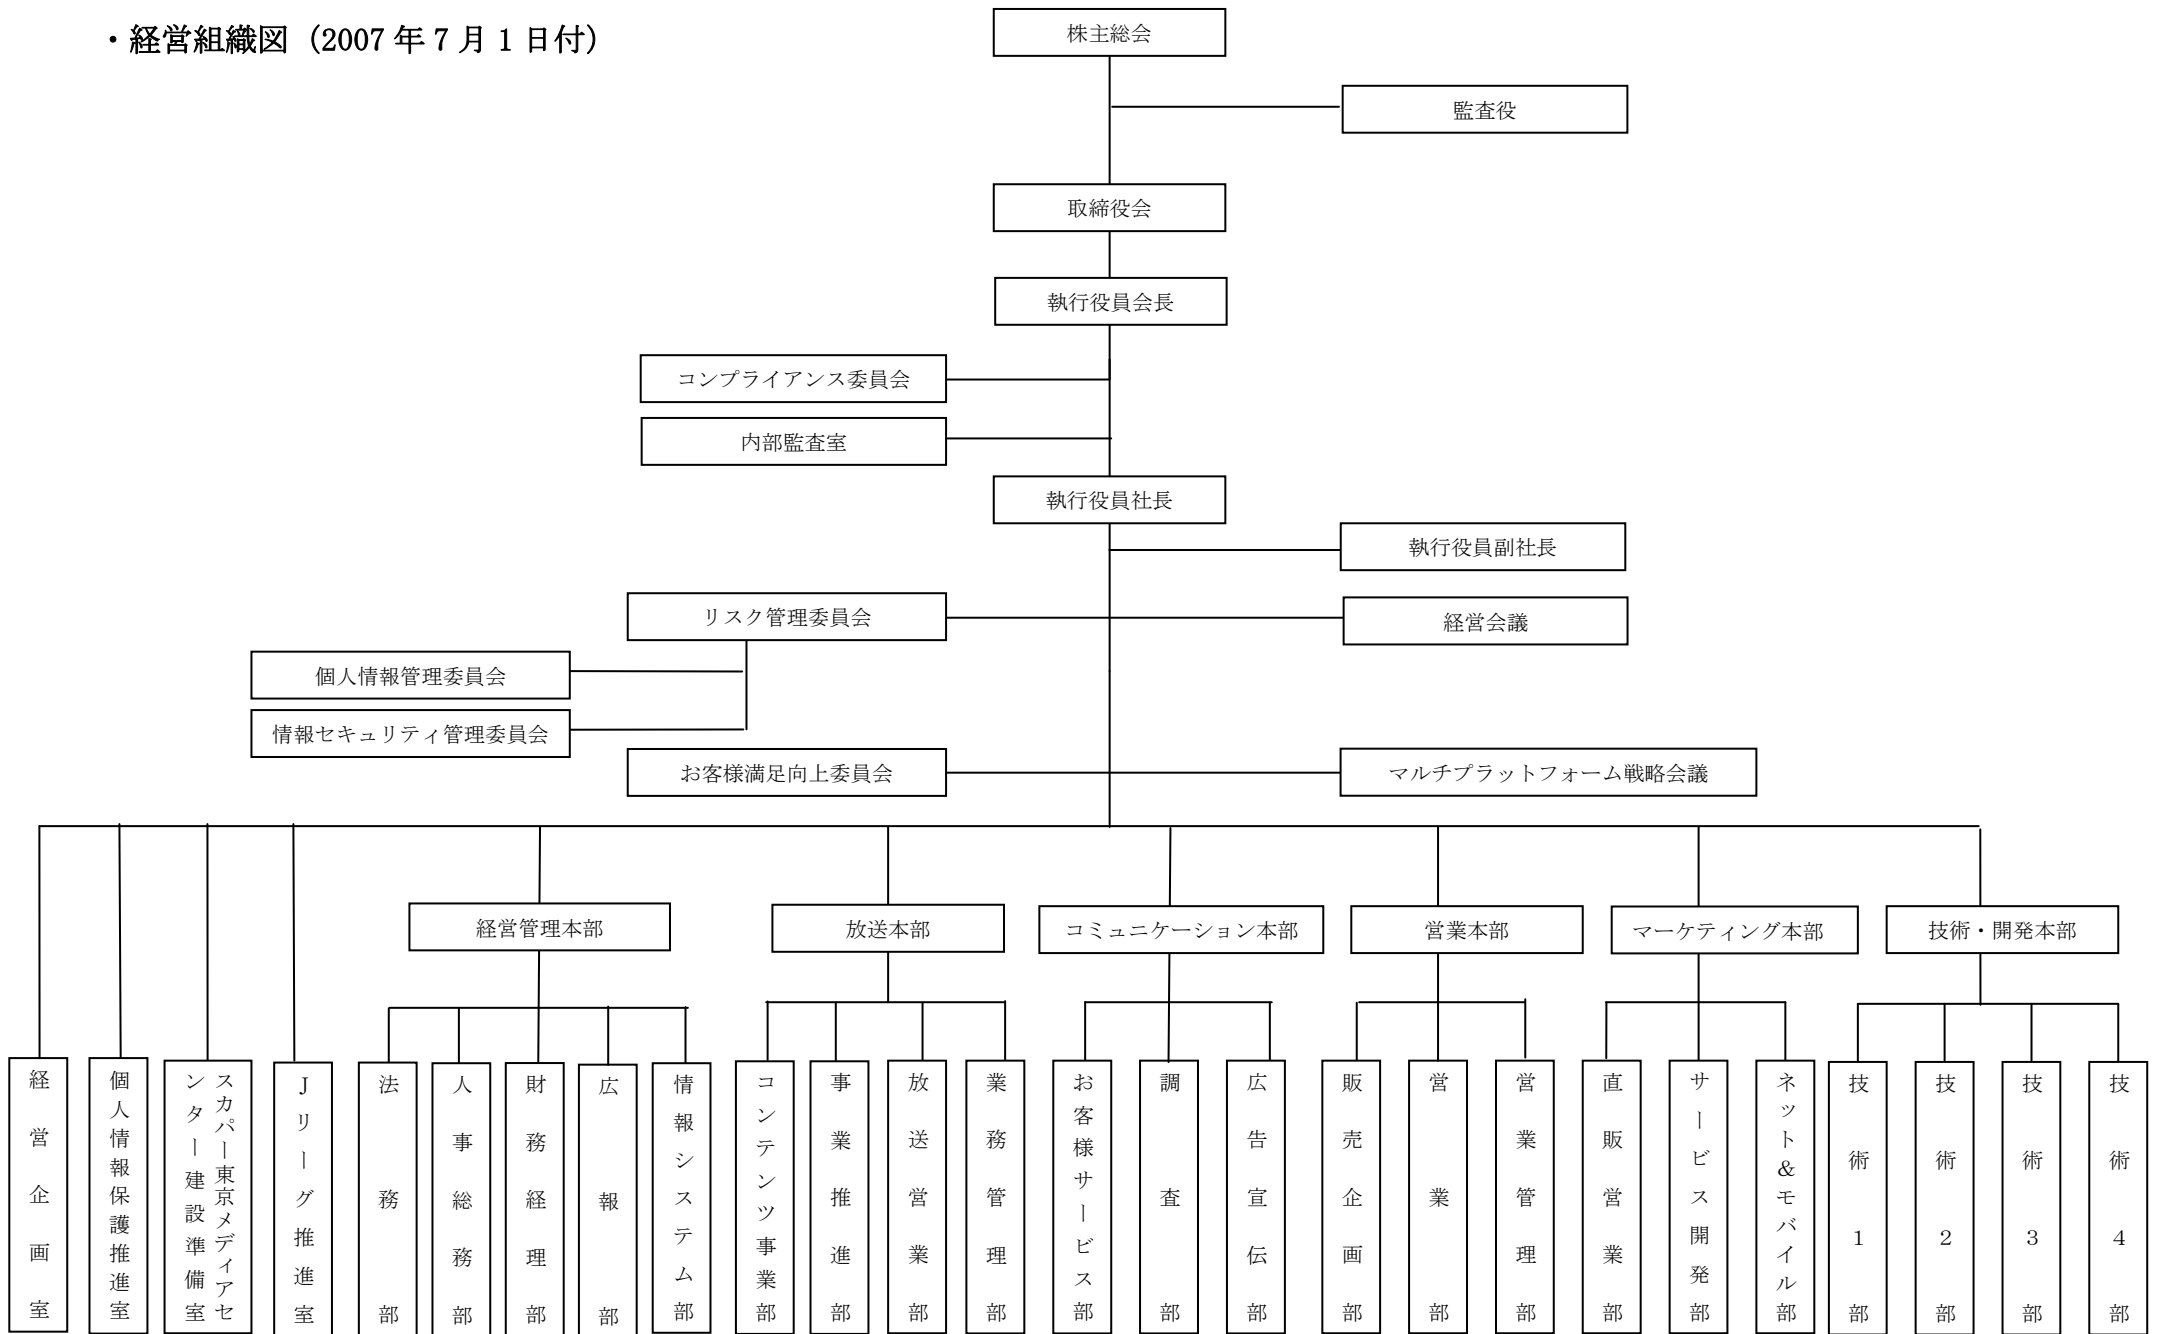 ・経営組織図（2007年7月1日付）
株主総会
監査役
取締役会
執行役員会長
コンプライアンス委員会
内部監査室
執行役員社長
執行役員副社長
リスク管理委員会
経営会議
個人情報管理委員会
情報セキュリティ管理委員会
お客様満足向上委員会
マルチプラットフォーム戦略会議
経営管理本部
放送本部
コミュニケーション本部
営業本部
マーケティング本部
技術・開発本部
経営企画室
個人情報保護推進室
スカパー東京メディアセ
ンター建設準備室
Jリーグ推進室
法務部
人事総務部
財務経理部
広報部
情報システム部
コンテンツ事業部
事業推進部
放送営業部
業務管理部
お客様サービス部
調査部
広告宣伝部
販売企画部
営業部
営業管理部
直販営業部
サービス開発部
ネット&モバイル部
技術1部
技術2部
技術3部
技術4部